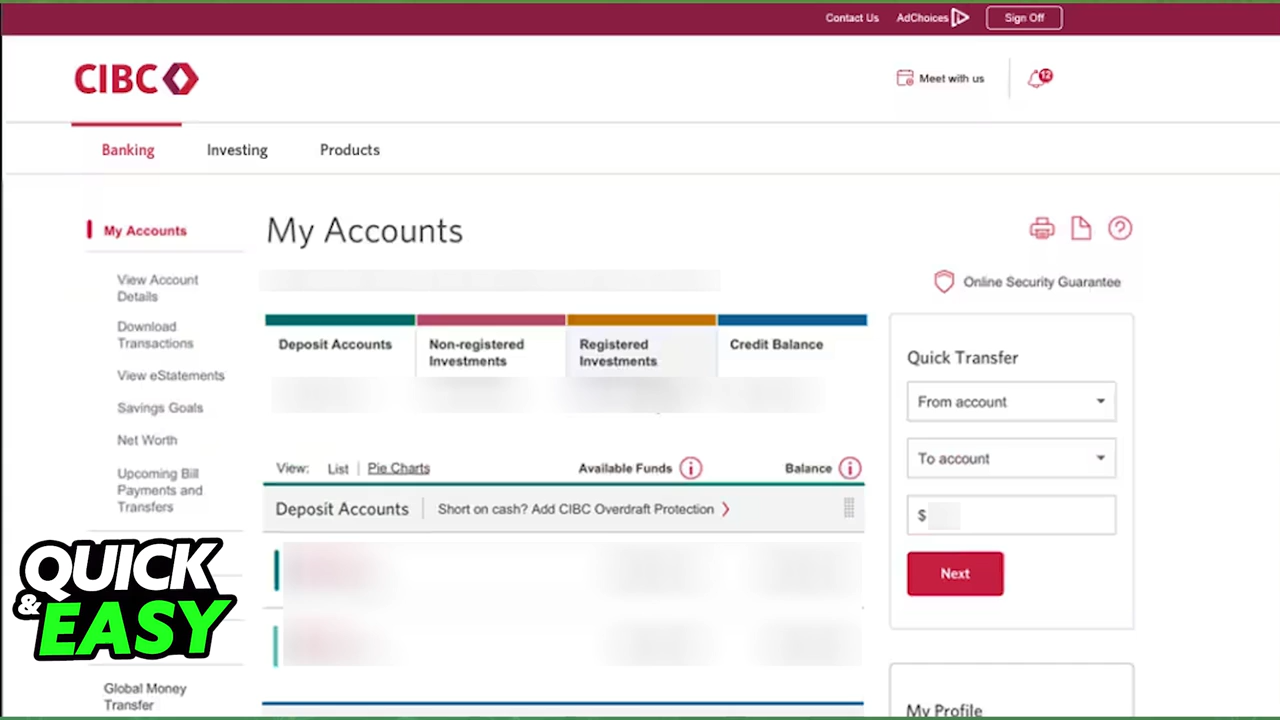 Contact Us AdChoices Sign Off
CIBC
Meet with us 12
Banking Investing Products
My Accounts
View Account
Details
Download
Transactions
View eStatements
Savings Goals
Net Worth
Upcoming Bill
Payments and
Transfers
QUICK
& EASY
Global Money
Transfer
My Accounts
Online Security Guarantee
Deposit Accounts
Non-registered
Investments
Registered
Investments
Credit Balance
View: List | Pie Charts Available Funds i Balance i
Deposit Accounts | Short on cash? Add CIBC Overdraft Protection
Quick Transfer
From account
To account
$
Next
My Profile